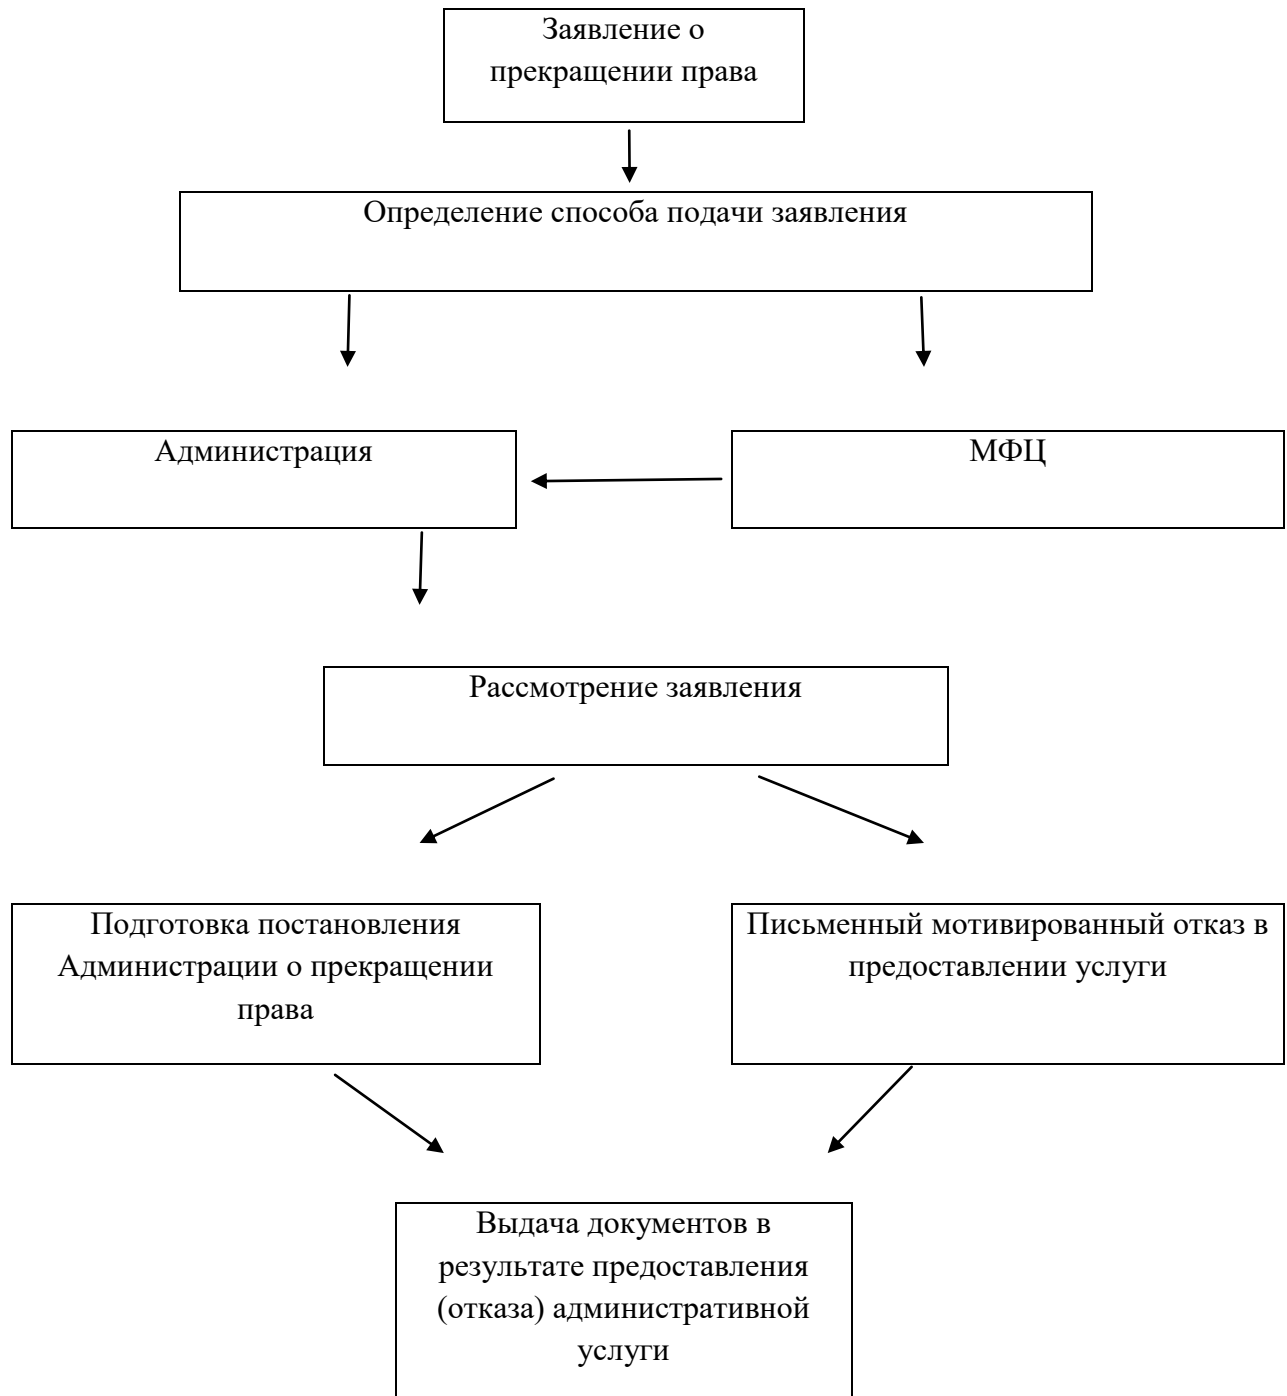 Заявление о
прекращении права
Определение способа подачи заявления
Администрация
МФЦ
Рассмотрение заявления
Подготовка постановления
Администрации о прекращении
права
Письменный мотивированный отказ в
предоставлении услуги
Выдача документов в
результате предоставления
(отказа) административной
услуги